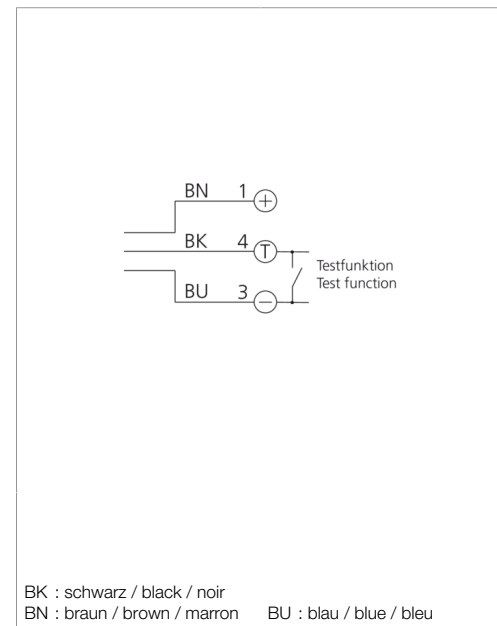 BN 1 +
BK 4 T
Testfunktion
Test function
BU 3 −
BK : schwarz / black / noir
BN : braun / brown / marron BU : blau / blue / bleu